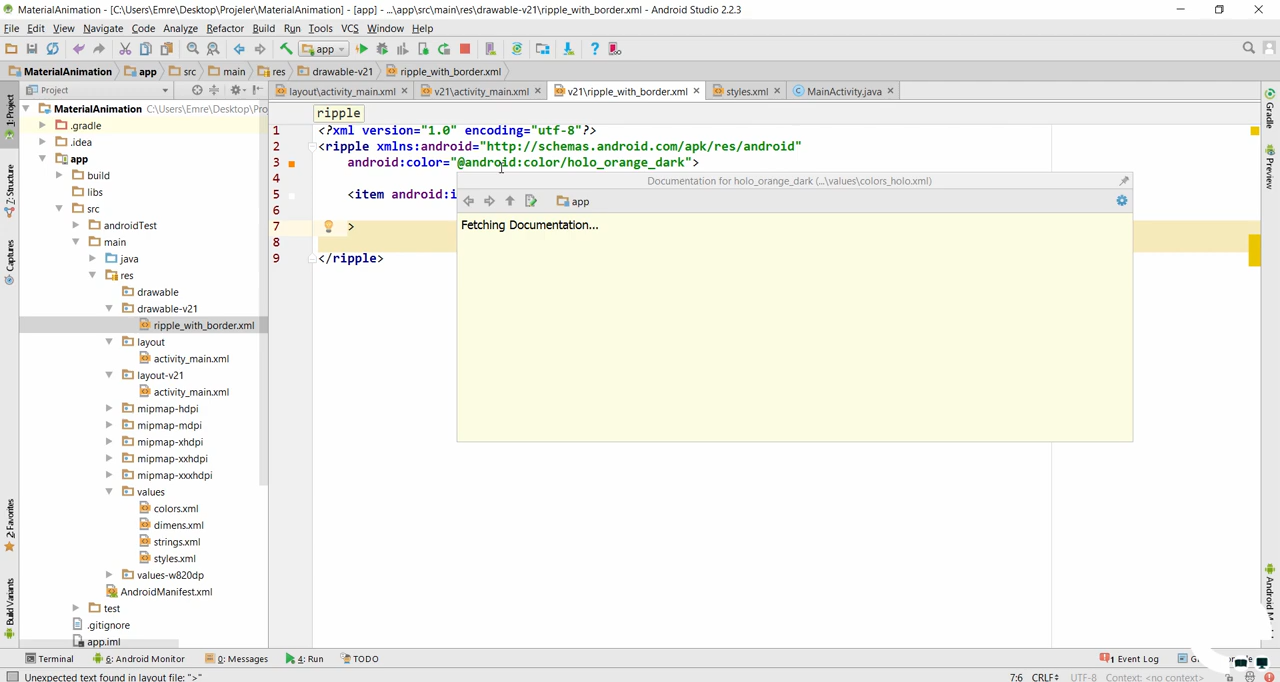 MaterialAnimation - [C:\Users\Emre\Desktop\Projeler\MaterialAnimation] - [app] - ...\app\src\main\res\drawable-v21\ripple_with_border.xml - Android Studio 2.2.3
File Edit View Navigate Code Analyze Refactor Build Run Tools VCS Window Help
app
MaterialAnimation app src main res drawable-v21 ripple_with_border.xml
Project
layout\activity_main.xml v21\activity_main.xml v21\ripple_with_border.xml styles.xml MainActivity.java
MaterialAnimation C:\Users\Emre\Desktop\Pro
.gradle
.idea
app
build
libs
src
androidTest
main
java
res
drawable
drawable-v21
ripple_with_border.xml
layout
activity_main.xml
layout-v21
activity_main.xml
mipmap-hdpi
mipmap-mdpi
mipmap-xhdpi
mipmap-xxhdpi
mipmap-xxxhdpi
values
colors.xml
dimens.xml
strings.xml
styles.xml
values-w820dp
AndroidManifest.xml
test
.gitignore
app.iml
1: Project
7: Structure
Captures
2: Favorites
Build Variants
ripple
1 <?xml version="1.0" encoding="utf-8"?>
2 <ripple xmlns:android="http://schemas.android.com/apk/res/android"
3 android:color="@android:color/holo_orange_dark">
4
5 <item android:i
6
7 >
8
9 </ripple>
Documentation for holo_orange_dark (...\values\colors_holo.xml)
app
Fetching Documentation...
Gradle
Preview
Android M
Terminal 6: Android Monitor 0: Messages 4: Run TODO
1 Event Log
Unexpected text found in layout file: ">"
7:6 CRLF UTF-8 Context: <no context>